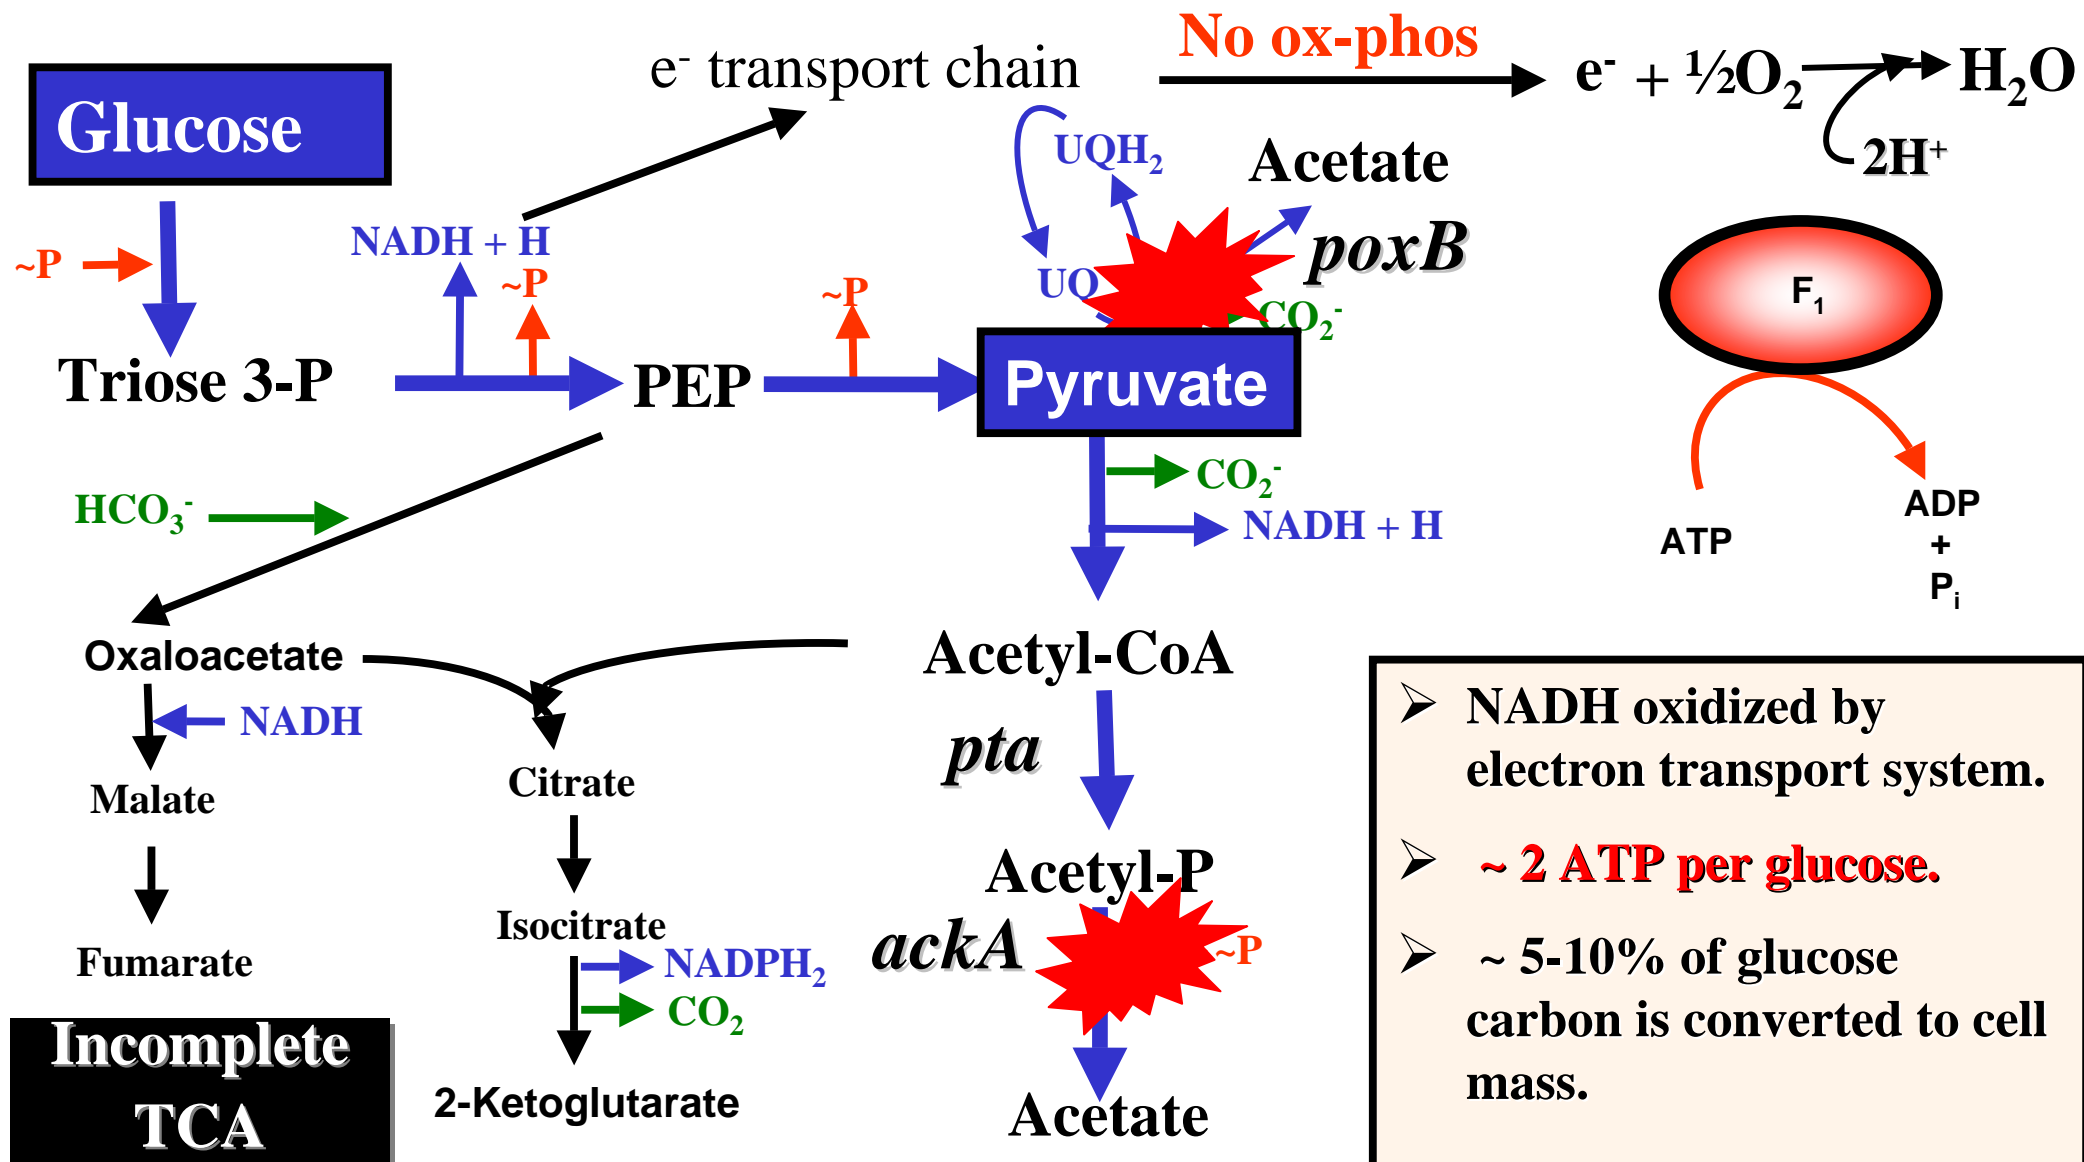 No ox-phos
e⁻ transport chain
e⁻ + ½O₂
H₂O
2H⁺
Glucose
UQH₂
Acetate
poxB
NADH + H
~P
~P
~P
UQ
CO₂⁻
F₁
Triose 3-P
PEP
Pyruvate
CO₂⁻
HCO₃⁻
NADH + H
ATP
ADP
+
Pᵢ
Oxaloacetate
Acetyl-CoA
NADH
pta
Malate
Citrate
Acetyl-P
Fumarate
Isocitrate
ackA
~P
NADPH₂
CO₂
2-Ketoglutarate
Acetate
Incomplete
TCA
➢ NADH oxidized by
electron transport system.
➢ ~ 2 ATP per glucose.
➢ ~ 5-10% of glucose
carbon is converted to cell
mass.